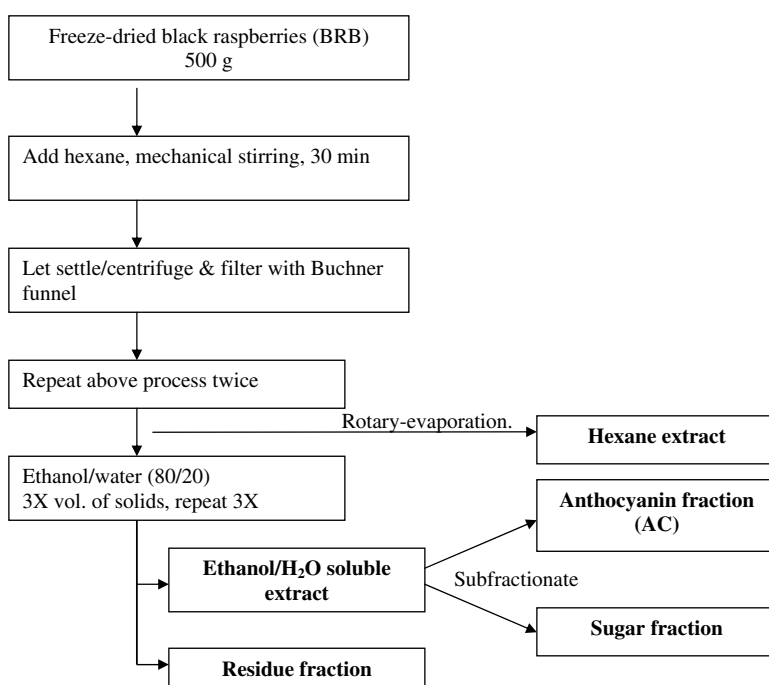 Freeze-dried black raspberries (BRB)
500 g
Add hexane, mechanical stirring, 30 min
Let settle/centrifuge & filter with Buchner
funnel
Repeat above process twice
Rotary-evaporation.
Hexane extract
Ethanol/water (80/20)
3X vol. of solids, repeat 3X
Anthocyanin fraction
(AC)
Ethanol/H₂O soluble
extract
Subfractionate
Sugar fraction
Residue fraction